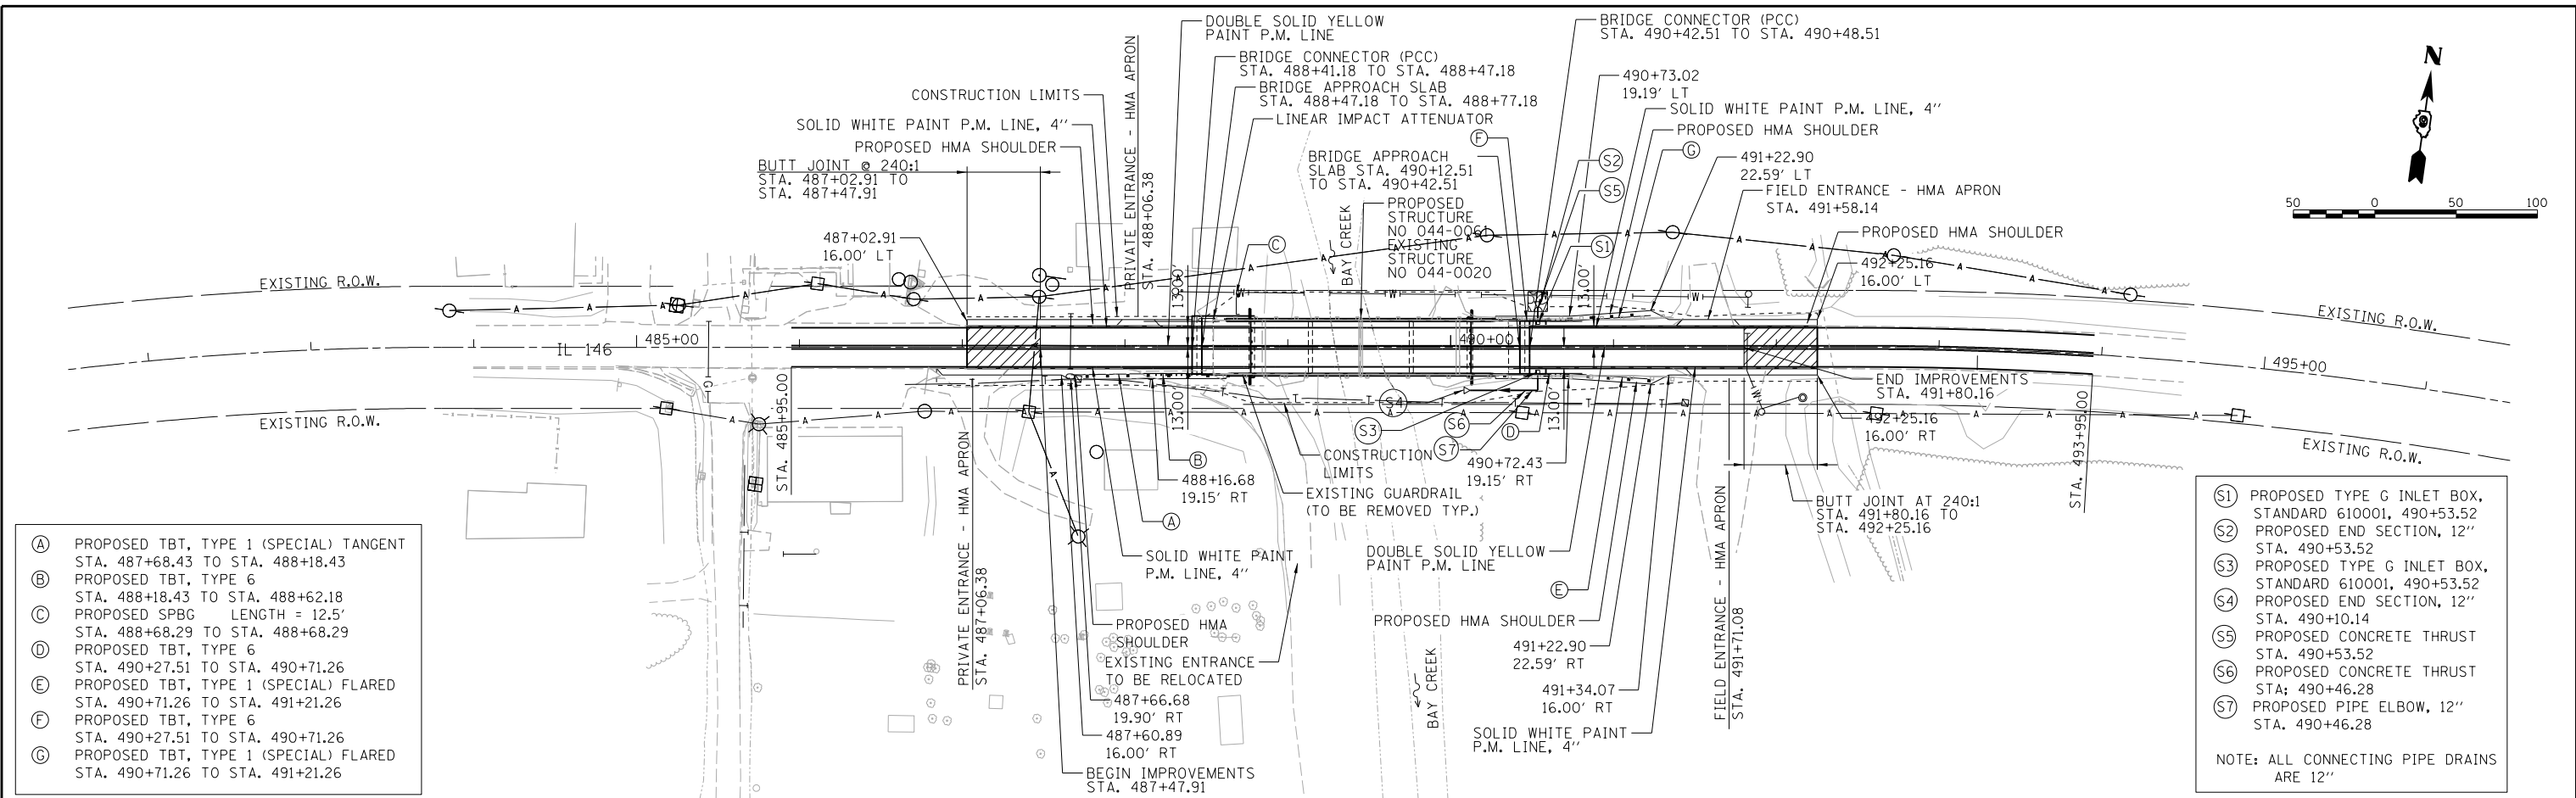 DOUBLE SOLID YELLOW
PAINT P.M. LINE
BRIDGE CONNECTOR (PCC)
STA. 488+41.18 TO STA. 488+47.18
BRIDGE APPROACH SLAB
STA. 488+47.18 TO STA. 488+77.18
LINEAR IMPACT ATTENUATOR
CONSTRUCTION LIMITS
SOLID WHITE PAINT P.M. LINE, 4''
PROPOSED HMA SHOULDER
BUTT JOINT @ 240:1
STA. 487+02.91 TO
STA. 487+47.91
487+02.91
16.00' LT
PRIVATE ENTRANCE - HMA APRON
STA. 488+06.38
BRIDGE CONNECTOR (PCC)
STA. 490+42.51 TO STA. 490+48.51
490+73.02
19.19' LT
SOLID WHITE PAINT P.M. LINE, 4''
PROPOSED HMA SHOULDER
F
G
S2
S5
BRIDGE APPROACH
SLAB STA. 490+12.51
TO STA. 490+42.51
491+22.90
22.59' LT
FIELD ENTRANCE - HMA APRON
STA. 491+58.14
PROPOSED
STRUCTURE
NO 044-0061
EXISTING
STRUCTURE
NO 044-0020
BAY CREEK
C
S1
PROPOSED HMA SHOULDER
492+25.16
16.00' LT
N
50 0 50 100
13.00'
13.00'
EXISTING R.O.W.
EXISTING R.O.W.
IL 146
485+00
490+00
495+00
EXISTING R.O.W.
EXISTING R.O.W.
STA. 485+95.00
13.00'
13.00'
END IMPROVEMENTS
STA. 491+80.16
492+25.16
16.00' RT
STA. 493+95.00
S4
S3
S6
S7
D
B
A
CONSTRUCTION
LIMITS
490+72.43
19.15' RT
488+16.68
19.15' RT
EXISTING GUARDRAIL
(TO BE REMOVED TYP.)
BUTT JOINT AT 240:1
STA. 491+80.16 TO
STA. 492+25.16
PRIVATE ENTRANCE - HMA APRON
STA. 487+06.38
SOLID WHITE PAINT
P.M. LINE, 4''
DOUBLE SOLID YELLOW
PAINT P.M. LINE
E
FIELD ENTRANCE - HMA APRON
STA. 491+71.08
PROPOSED HMA
SHOULDER
PROPOSED HMA SHOULDER
EXISTING ENTRANCE
TO BE RELOCATED
491+22.90
22.59' RT
487+66.68
19.90' RT
491+34.07
16.00' RT
487+60.89
16.00' RT
BAY CREEK
SOLID WHITE PAINT
P.M. LINE, 4''
BEGIN IMPROVEMENTS
STA. 487+47.91
A PROPOSED TBT, TYPE 1 (SPECIAL) TANGENT
STA. 487+68.43 TO STA. 488+18.43
B PROPOSED TBT, TYPE 6
STA. 488+18.43 TO STA. 488+62.18
C PROPOSED SPBG LENGTH = 12.5'
STA. 488+68.29 TO STA. 488+68.29
D PROPOSED TBT, TYPE 6
STA. 490+27.51 TO STA. 490+71.26
E PROPOSED TBT, TYPE 1 (SPECIAL) FLARED
STA. 490+71.26 TO STA. 491+21.26
F PROPOSED TBT, TYPE 6
STA. 490+27.51 TO STA. 490+71.26
G PROPOSED TBT, TYPE 1 (SPECIAL) FLARED
STA. 490+71.26 TO STA. 491+21.26
S1 PROPOSED TYPE G INLET BOX,
STANDARD 610001, 490+53.52
S2 PROPOSED END SECTION, 12''
STA. 490+53.52
S3 PROPOSED TYPE G INLET BOX,
STANDARD 610001, 490+53.52
S4 PROPOSED END SECTION, 12''
STA. 490+10.14
S5 PROPOSED CONCRETE THRUST
STA. 490+53.52
S6 PROPOSED CONCRETE THRUST
STA; 490+46.28
S7 PROPOSED PIPE ELBOW, 12''
STA. 490+46.28
NOTE: ALL CONNECTING PIPE DRAINS
ARE 12''